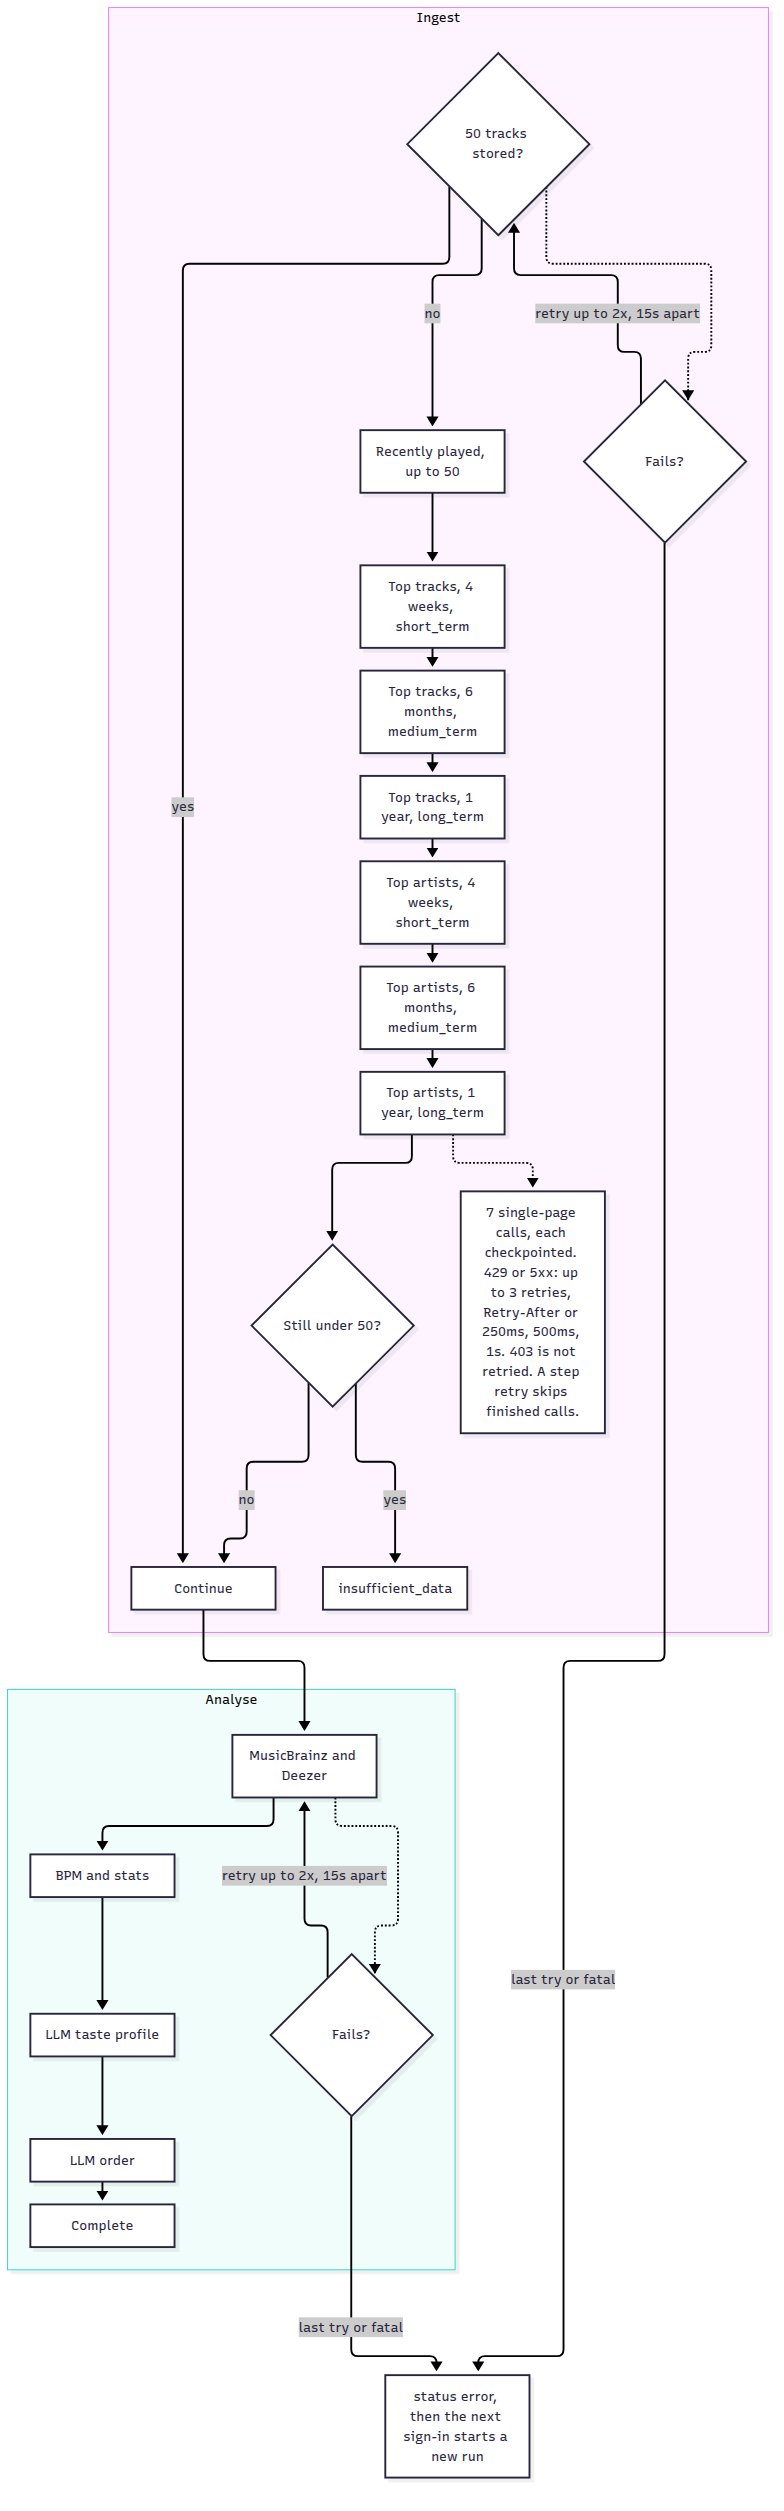 Ingest
50 tracks
stored?
no
retry up to 2x, 15s apart
Recently played,
up to 50
Fails?
Top tracks, 4
weeks,
short_term
Top tracks, 6
months,
medium_term
Top tracks, 1
year, long_term
yes
Top artists, 4
weeks,
short_term
Top artists, 6
months,
medium_term
Top artists, 1
year, long_term
7 single-page
calls, each
checkpointed.
429 or 5xx: up
to 3 retries,
Retry-After or
250ms, 500ms,
1s. 403 is not
retried. A step
retry skips
finished calls.
Still under 50?
no
yes
Continue
insufficient_data
Analyse
MusicBrainz and
Deezer
BPM and stats
retry up to 2x, 15s apart
last try or fatal
LLM taste profile
Fails?
LLM order
Complete
last try or fatal
status error,
then the next
sign-in starts a
new run